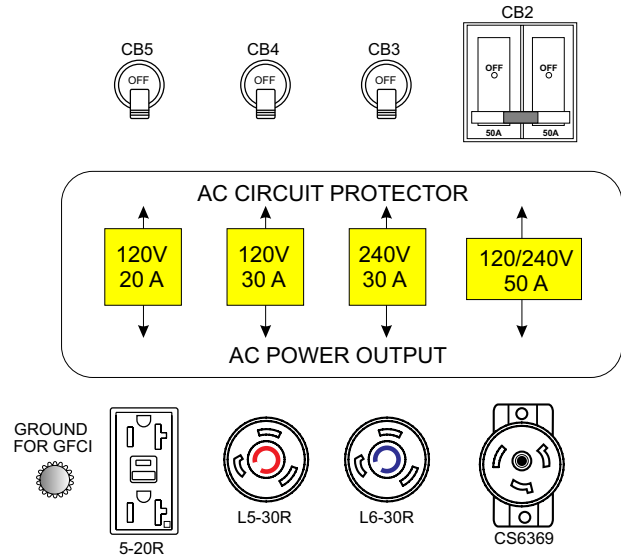 CB5
CB4
CB3
CB2
OFF
OFF
OFF
OFF
OFF
50A
50A
AC CIRCUIT PROTECTOR
120V
20 A
120V
30 A
240V
30 A
120/240V
50 A
AC POWER OUTPUT
GROUND
FOR GFCI
5-20R
L5-30R
L6-30R
CS6369